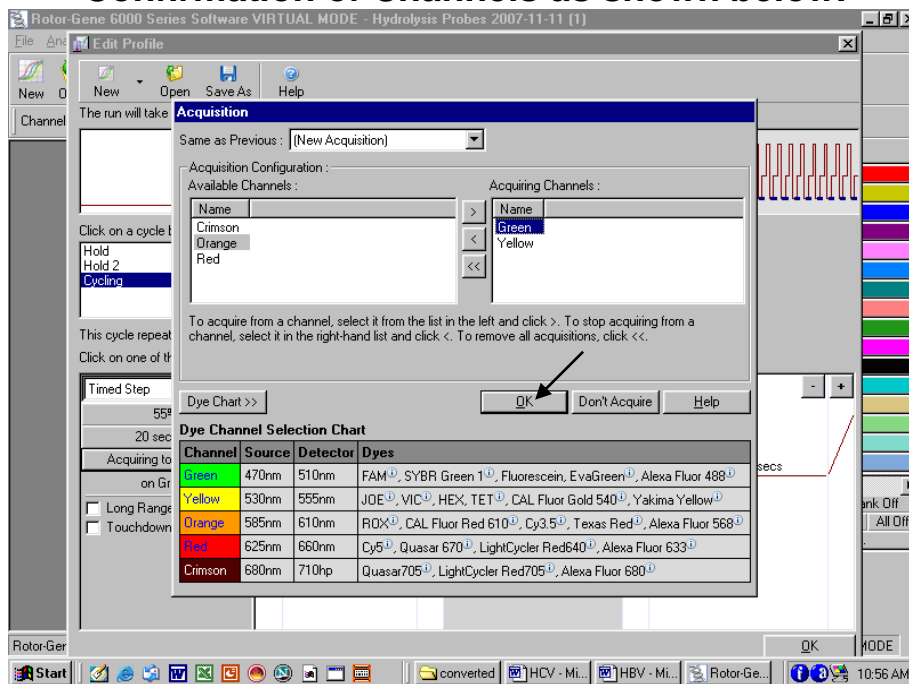 Rotor-Gene 6000 Series Software VIRTUAL MODE - Hydrolysis Probes 2007-11-11 (1)
File Ana
Edit Profile
New
New Open Save As Help
Channel
The run will take
Acquisition
Same as Previous : (New Acquisition)
Acquisition Configuration :
Available Channels :
Acquiring Channels :
Name
Crimson
Orange
Red
>
<
<<
Name
Green
Yellow
To acquire from a channel, select it from the list in the left and click >. To stop acquiring from a
channel, select it in the right-hand list and click <. To remove all acquisitions, click <<.
Click on a cycle b
Hold
Hold 2
Cycling
This cycle repeat
Click on one of th
Timed Step
55º
20 sec
Acquiring to
on Gr
Long Range
Touchdown
Dye Chart >>
OK Don't Acquire Help
Dye Channel Selection Chart
Channel Source Detector Dyes
Green 470nm 510nm FAM, SYBR Green 1, Fluorescein, EvaGreen, Alexa Fluor 488
Yellow 530nm 555nm JOE, VIC, HEX, TET, CAL Fluor Gold 540, Yakima Yellow
Orange 585nm 610nm ROX, CAL Fluor Red 610, Cy3.5, Texas Red, Alexa Fluor 568
Red 625nm 660nm Cy5, Quasar 670, LightCycler Red640, Alexa Fluor 633
Crimson 680nm 710hp Quasar705, LightCycler Red705, Alexa Fluor 680
- +
secs
ank Off
All Off
OK
Rotor-Ger
MODE
Start
converted HCV - Mi... HBV - Mi... Rotor-Ge... 10:56 AM